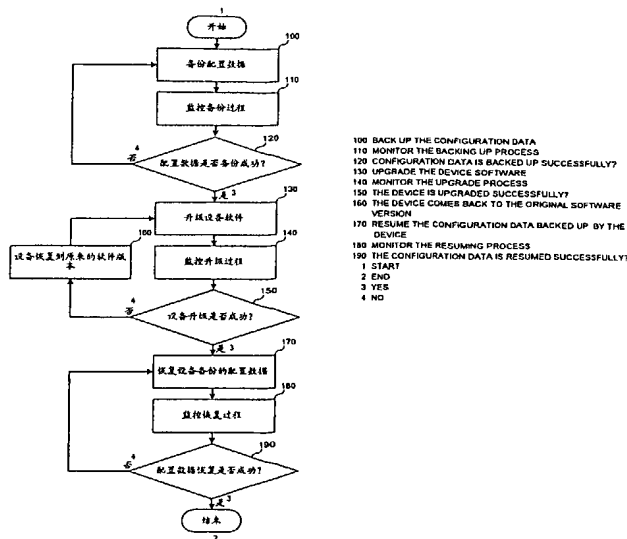 1
开始
100
备份配置数据
110
监控备份过程
120
4
否
配置数据是否备份成功?
是 3
130
升级设备软件
160
140
设备恢复到原来的软件版
本
监控升级过程
150
4
否
设备升级是否成功?
是 3
170
恢复设备备份的配置数据
180
监控恢复过程
190
4
否
配置数据恢复是否成功?
3
是
结束
2
100 BACK UP THE CONFIGURATION DATA
110 MONITOR THE BACKING UP PROCESS
120 CONFIGURATION DATA IS BACKED UP SUCCESSFULLY?
130 UPGRADE THE DEVICE SOFTWARE
140 MONITOR THE UPGRADE PROCESS
150 THE DEVICE IS UPGRADED SUCCESSFULLY?
160 THE DEVICE COMES BACK TO THE ORIGINAL SOFTWARE
VERSION
170 RESUME THE CONFIGURATION DATA BACKED UP BY THE
DEVICE
180 MONITOR THE RESUMING PROCESS
190 THE CONFIGURATION DATA IS RESUMED SUCCESSFULLY?
1 START
2 END
3 YES
4 NO